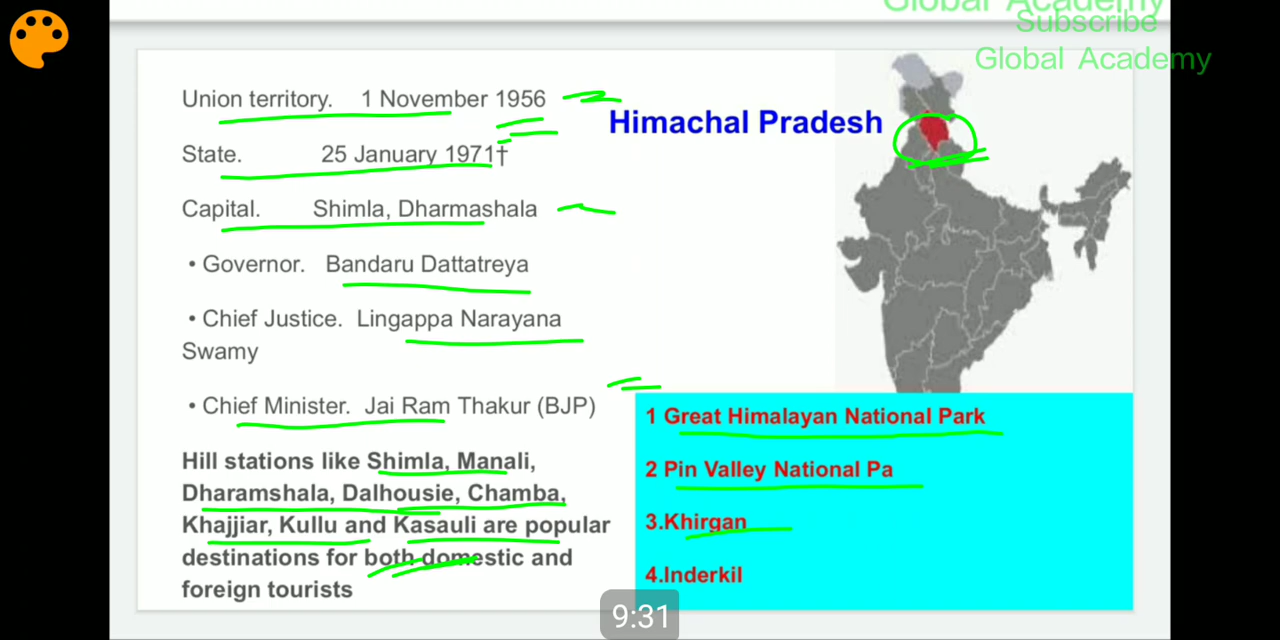 Global Academy
Subscribe
Global Academy
Union territory. 1 November 1956
Himachal Pradesh
State. 25 January 1971†
Capital. Shimla, Dharmashala
• Governor. Bandaru Dattatreya
• Chief Justice. Lingappa Narayana
Swamy
• Chief Minister. Jai Ram Thakur (BJP)
Hill stations like Shimla, Manali,
Dharamshala, Dalhousie, Chamba,
Khajjiar, Kullu and Kasauli are popular
destinations for both domestic and
foreign tourists
1 Great Himalayan National Park
2 Pin Valley National Pa
3.Khirgan
4.Inderkil
9:31